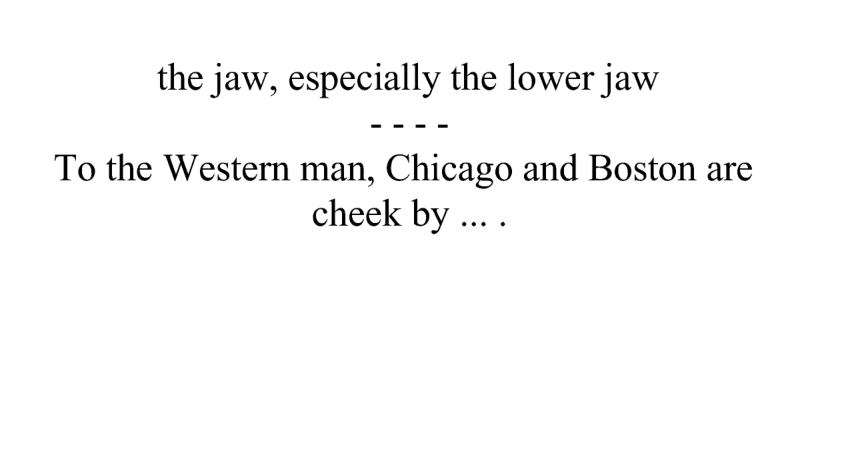 the jaw, especially the lower jaw
- - - -
To the Western man, Chicago and Boston are
cheek by ... .